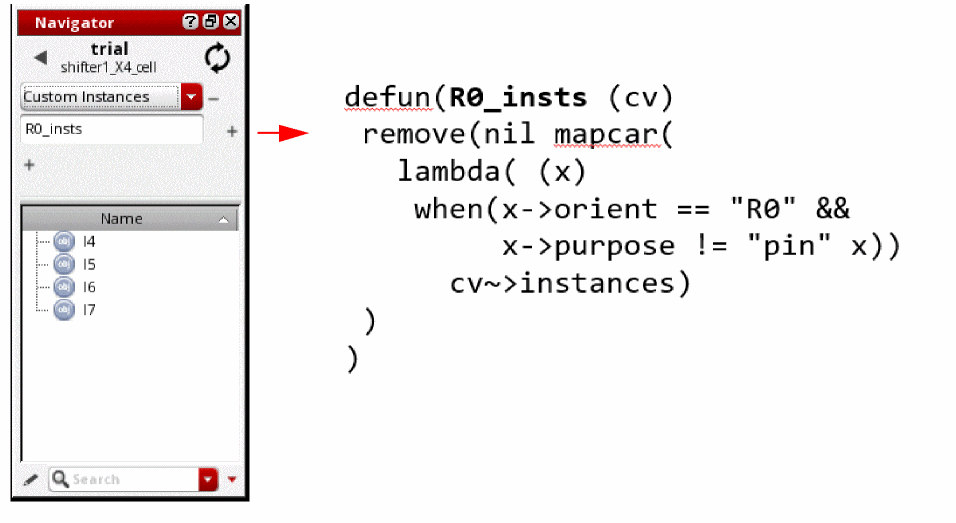 Navigator
trial
shifter1_X4_cell
Custom Instances
R0_insts
Name
I4
I5
I6
I7
Search
defun(R0_insts (cv)
remove(nil mapcar(
lambda( (x)
when(x->orient == "R0" &&
x->purpose != "pin" x))
cv~>instances)
)
)